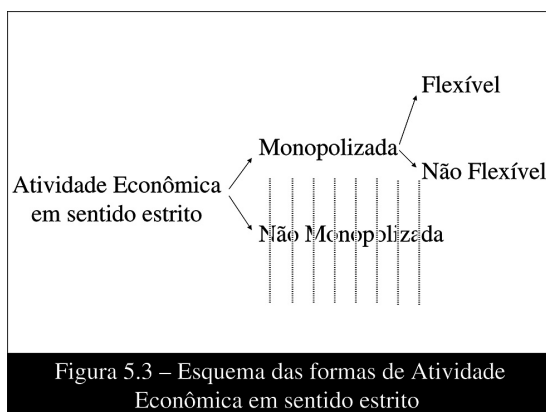 Flexível
Monopolizada
Não Flexível
Atividade Econômica
em sentido estrito
Não Monopolizada
Figura 5.3 – Esquema das formas de Atividade
Econômica em sentido estrito